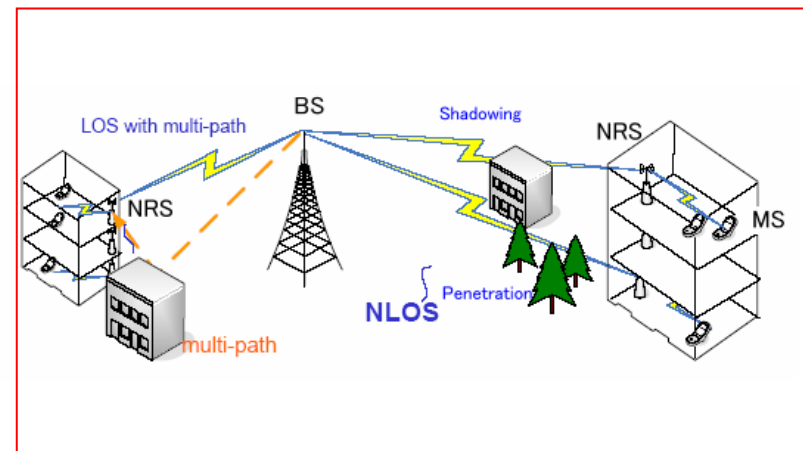 BS
Shadowing
LOS with multi-path
NRS
NRS
MS
Penetration
NLOS
multi-path